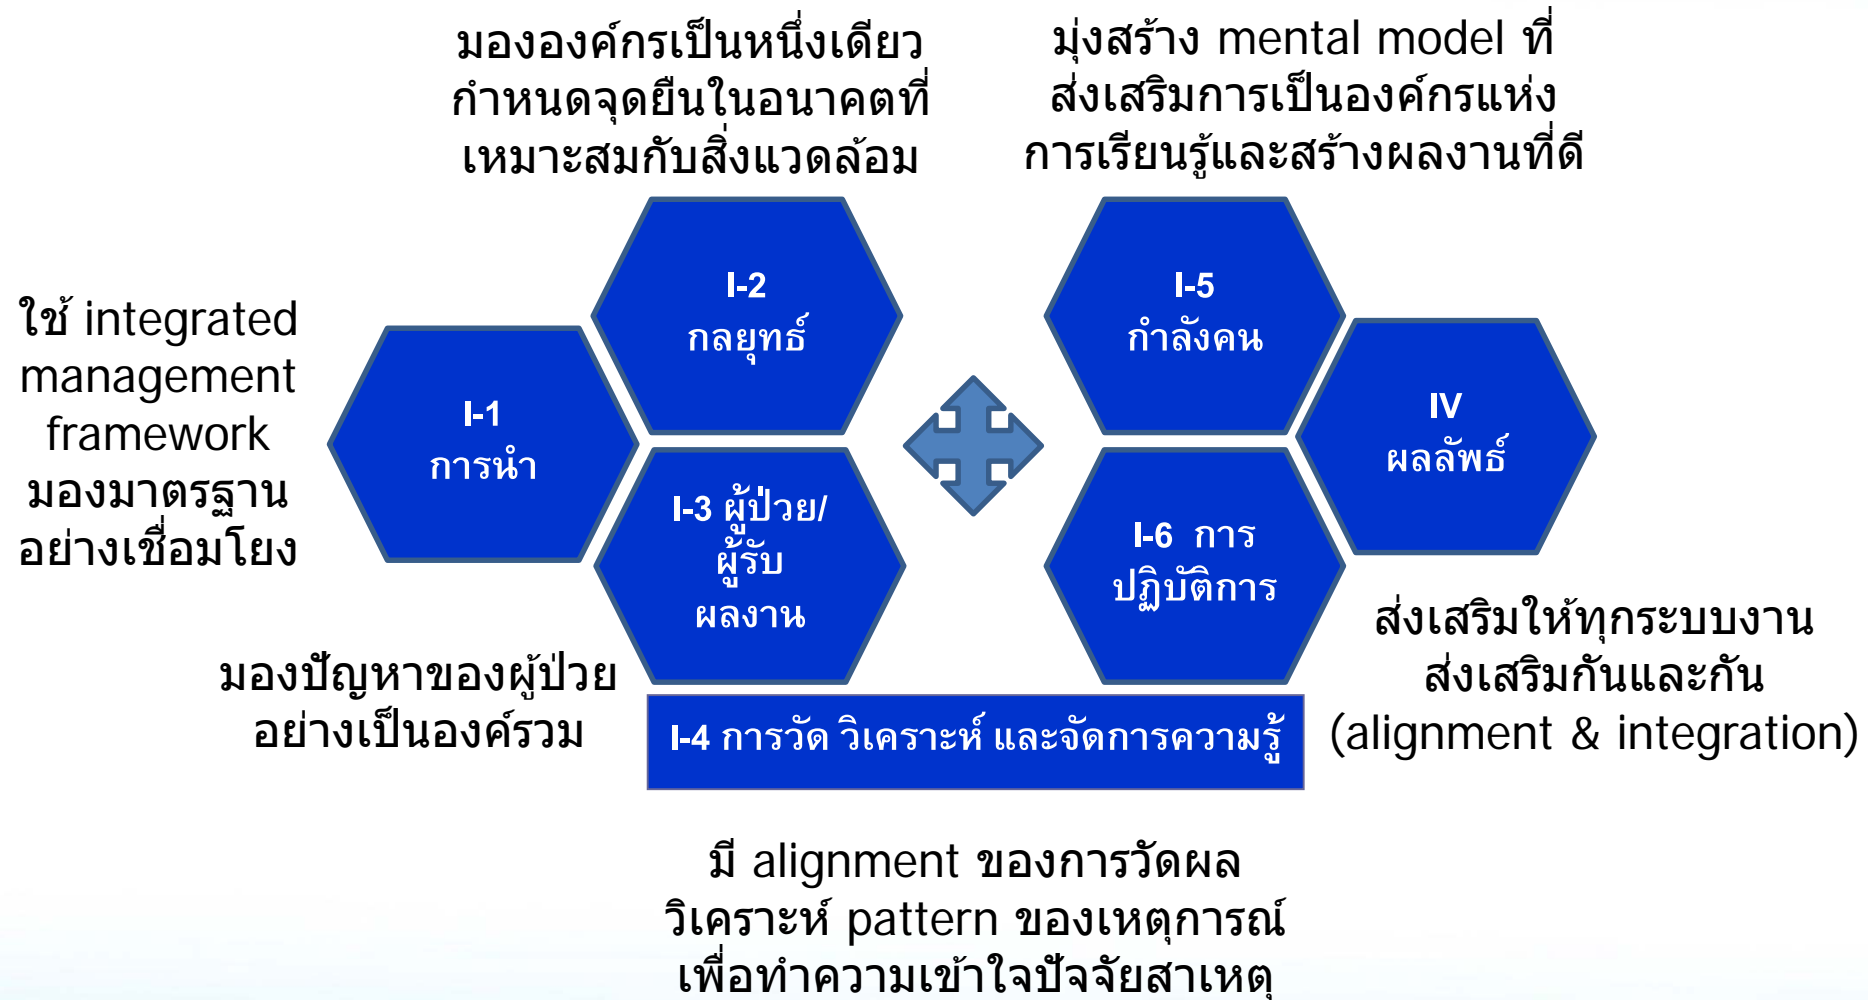 มององค์กรเป็นหนึ่งเดียว
กำหนดจุดยืนในอนาคตที่
เหมาะสมกับสิ่งแวดล้อม
มุ่งสร้าง mental model ที่
ส่งเสริมการเป็นองค์กรแห่ง
การเรียนรู้และสร้างผลงานที่ดี
ใช้ integrated
management
framework
มองมาตรฐาน
อย่างเชื่อมโยง
I-1
การนำ
I-2
กลยุทธ์
I-3 ผู้ป่วย/
ผู้รับ
ผลงาน
I-5
กำลังคน
I-6 การ
ปฏิบัติการ
IV
ผลลัพธ์
มองปัญหาของผู้ป่วย
อย่างเป็นองค์รวม
I-4 การวัด วิเคราะห์ และจัดการความรู้
ส่งเสริมให้ทุกระบบงาน
ส่งเสริมกันและกัน
(alignment & integration)
มี alignment ของการวัดผล
วิเคราะห์ pattern ของเหตุการณ์
เพื่อทำความเข้าใจปัจจัยสาเหตุ